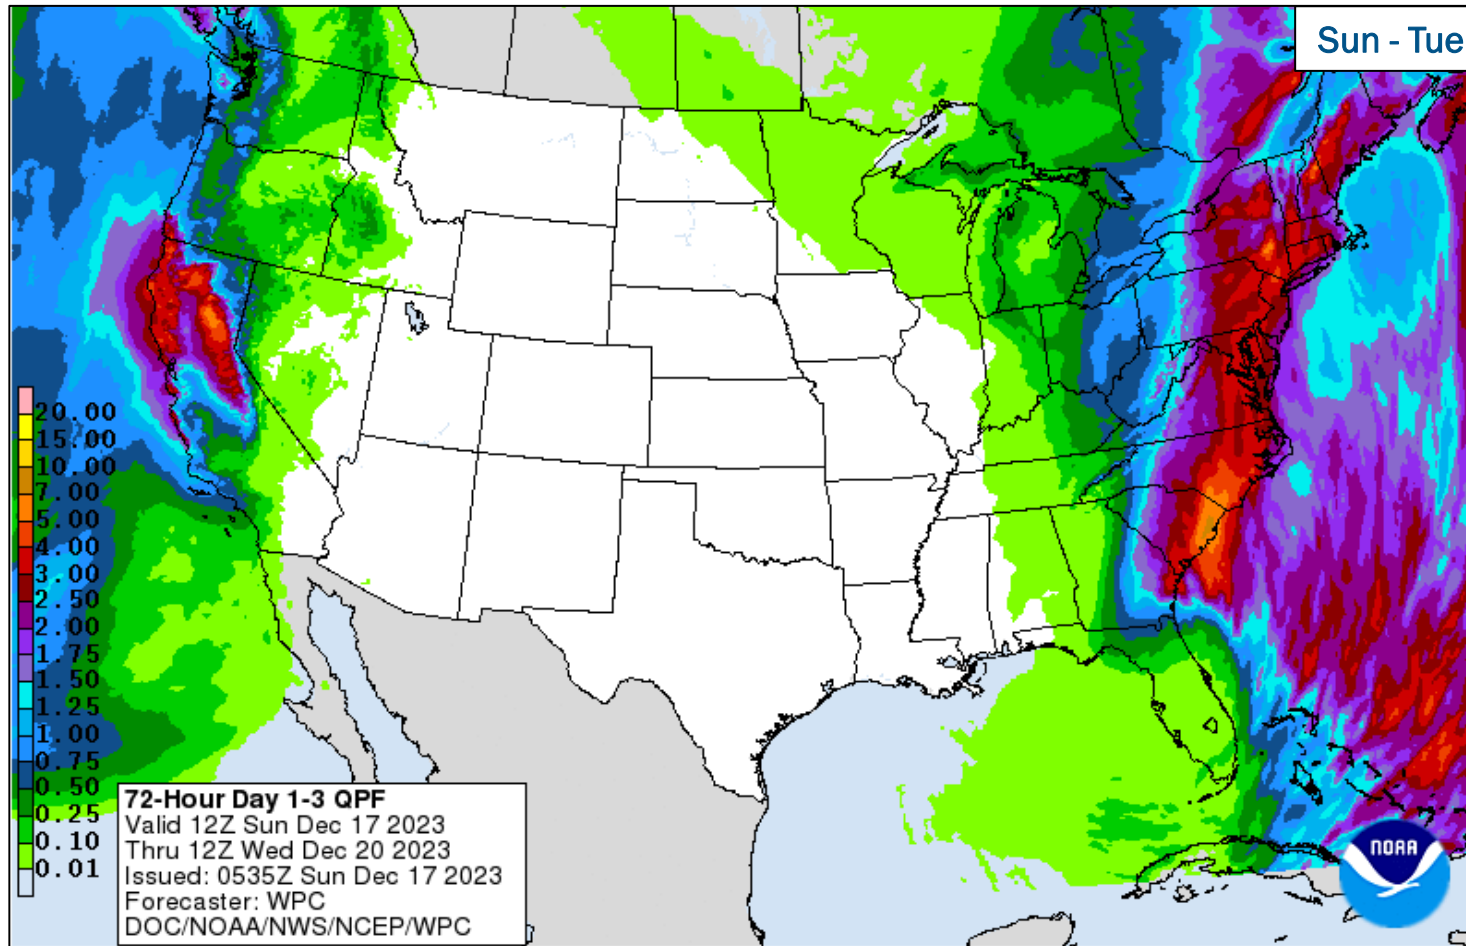 Sun - Tue
20.00
15.00
10.00
7.00
5.00
4.00
3.00
2.50
2.00
1.75
1.50
1.25
1.00
0.75
0.50
0.25
0.10
0.01
72-Hour Day 1-3 QPF
Valid 12Z Sun Dec 17 2023
Thru 12Z Wed Dec 20 2023
Issued: 0535Z Sun Dec 17 2023
Forecaster: WPC
DOC/NOAA/NWS/NCEP/WPC
NOAA